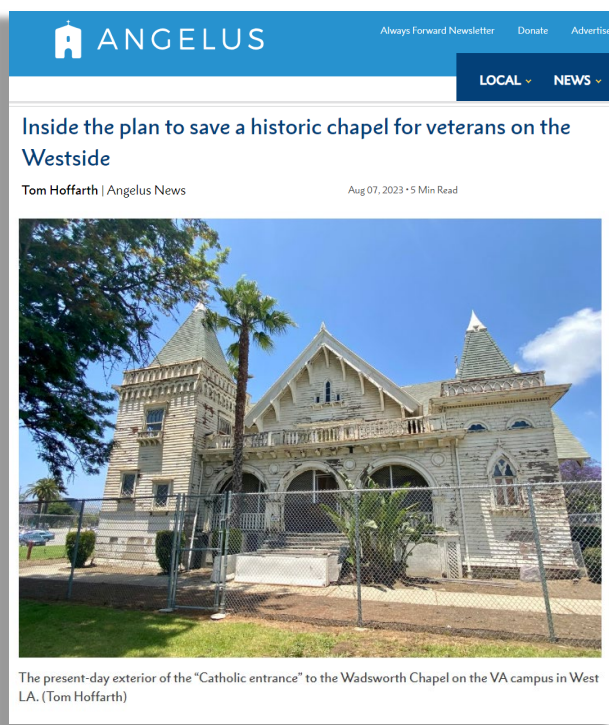 ANGELUS
Always Forward Newsletter Donate Advertise
LOCAL NEWS
Inside the plan to save a historic chapel for veterans on the
Westside
Tom Hoffarth | Angelus News Aug 07, 2023 • 5 Min Read
The present-day exterior of the “Catholic entrance” to the Wadsworth Chapel on the VA campus in West
LA. (Tom Hoffarth)